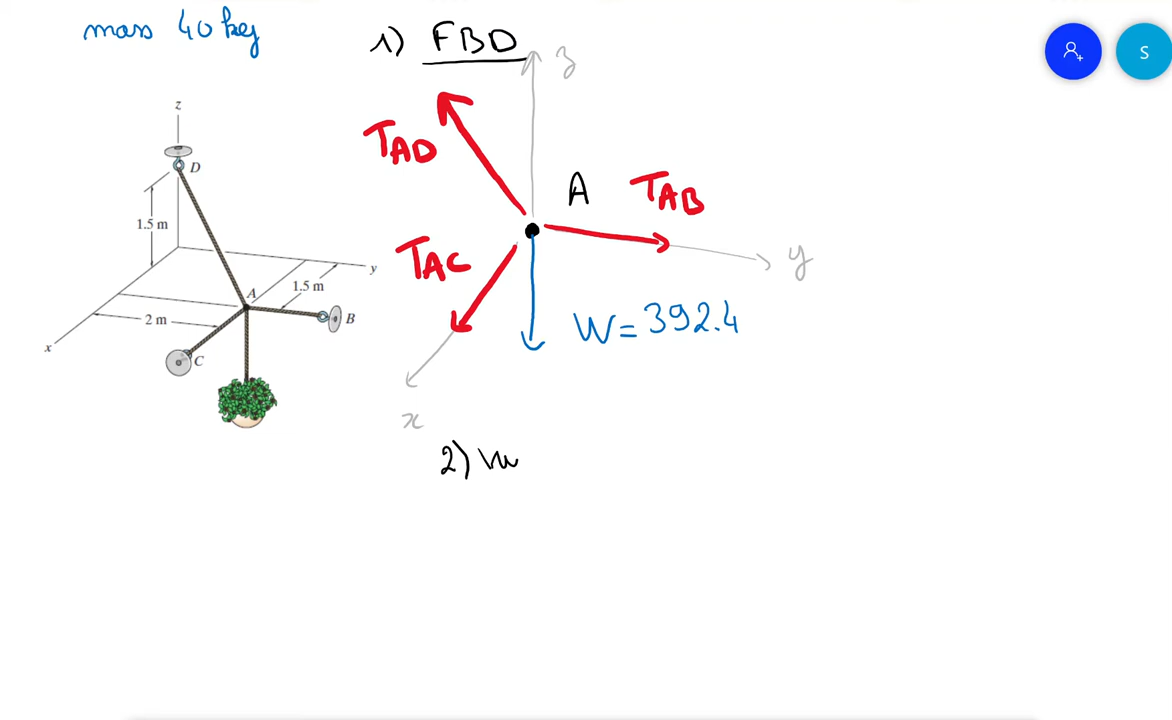 mass 40 kg
1) FBD
z
TAD
A
TAB
TAC
y
W = 392.4
x
2)
z
D
1.5 m
y
A
1.5 m
2 m
B
x
C
S